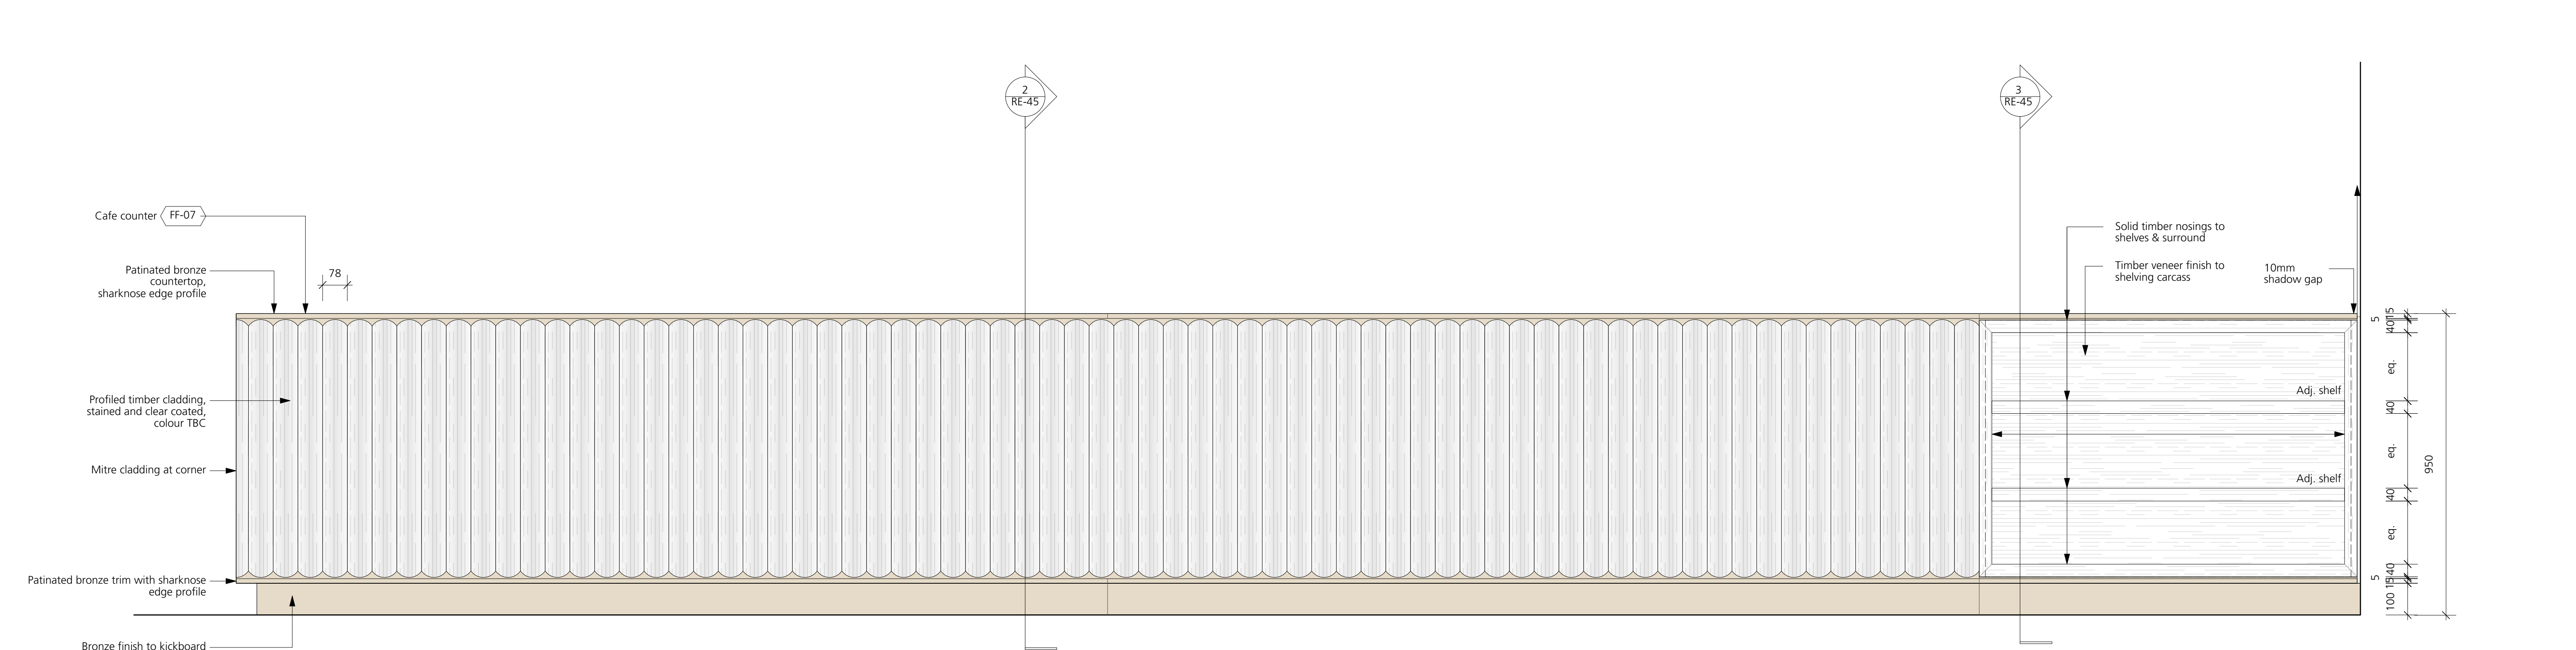 2
RE-45
3
RE-45
Cafe counter FF-07
Patinated bronze
countertop,
sharknose edge profile
78
Profiled timber cladding,
stained and clear coated,
colour TBC
Mitre cladding at corner
Patinated bronze trim with sharknose
edge profile
Bronze finish to kickboard
Solid timber nosings to
shelves & surround
Timber veneer finish to
shelving carcass
10mm
shadow gap
Adj. shelf
Adj. shelf
15
5
40
eq.
40
eq.
40
eq.
40
5
15
100
950